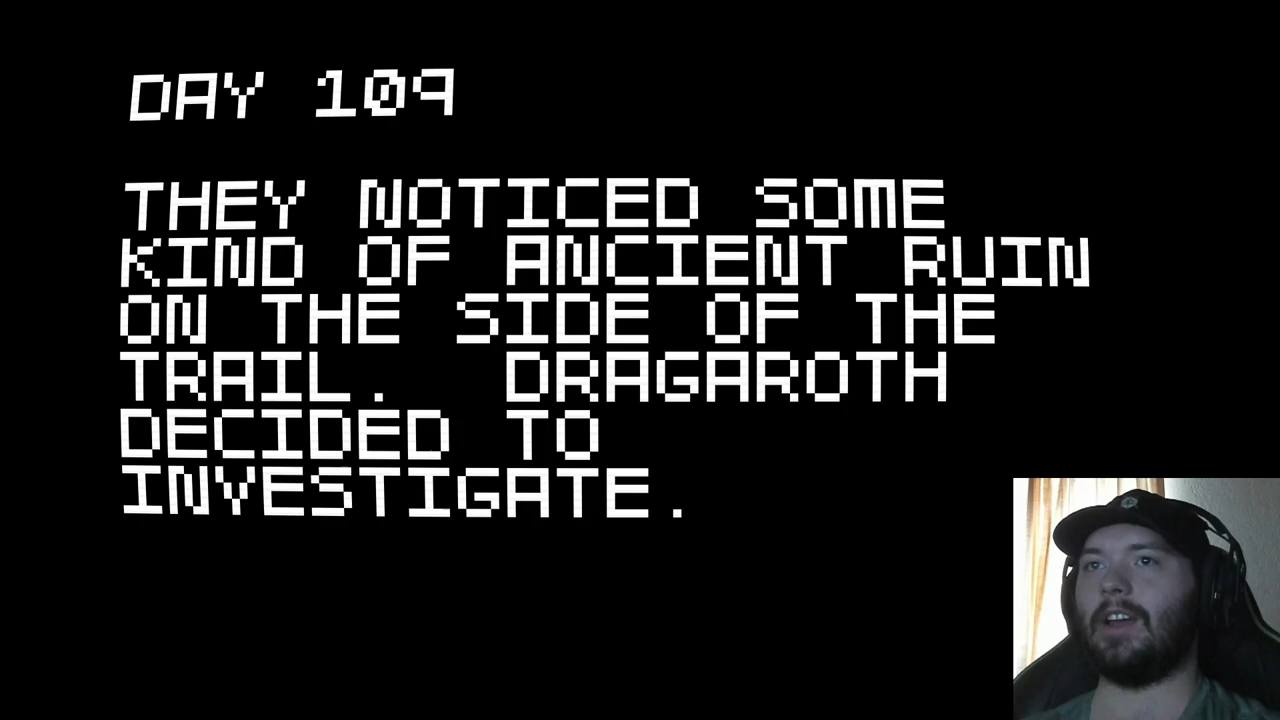 DAY 109
THEY NOTICED SOME
KIND OF ANCIENT RUIN
ON THE SIDE OF THE
TRAIL.  DRAGAROTH
DECIDED TO
INVESTIGATE.